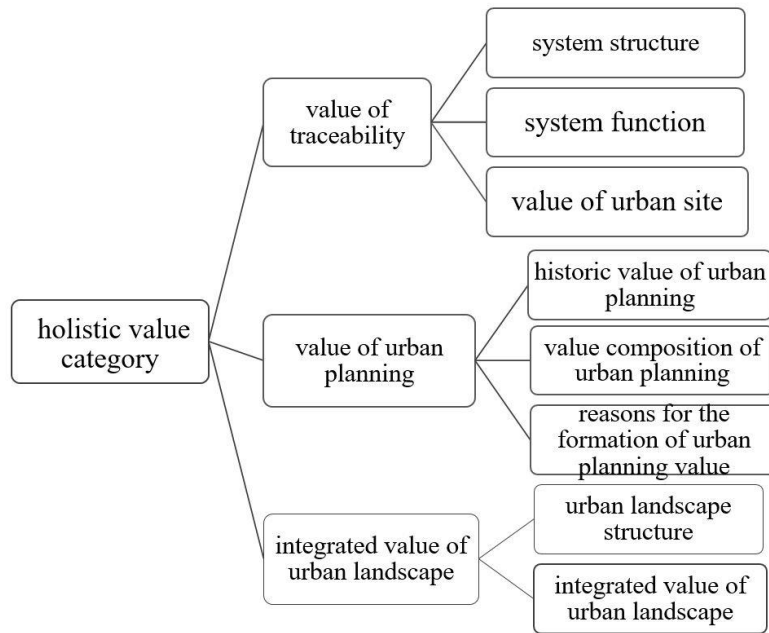 holistic value
category
value of
traceability
system structure
system function
value of urban site
value of urban
planning
historic value of urban
planning
value composition of
urban planning
reasons for the
formation of urban
planning value
integrated value of
urban landscape
urban landscape
structure
integrated value of
urban landscape